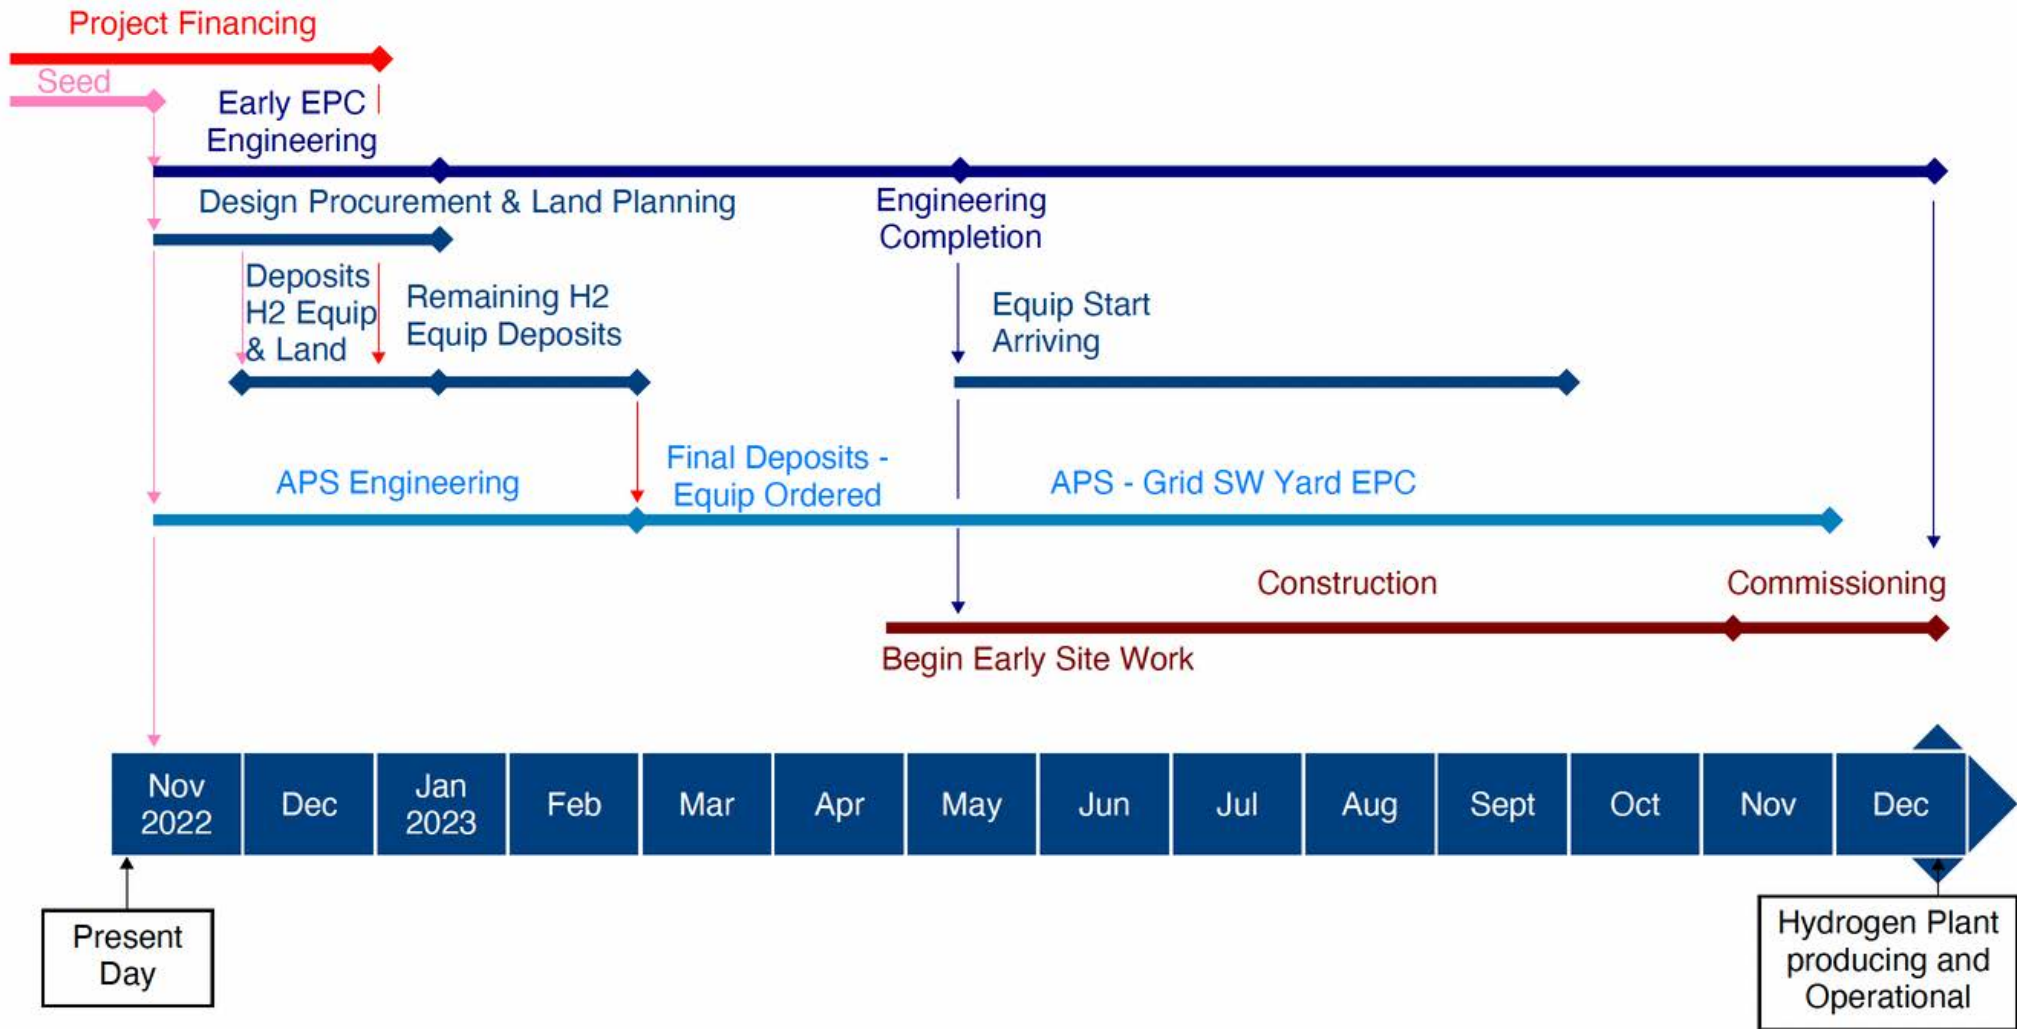 Project Financing
Seed
Early EPC
Engineering
Design Procurement & Land Planning
Engineering
Completion
Deposits
H2 Equip
& Land
Remaining H2
Equip Deposits
Equip Start
Arriving
APS Engineering
Final Deposits -
Equip Ordered
APS - Grid SW Yard EPC
Construction
Commissioning
Begin Early Site Work
Nov
2022
Dec
Jan
2023
Feb
Mar
Apr
May
Jun
Jul
Aug
Sept
Oct
Nov
Dec
Present
Day
Hydrogen Plant
producing and
Operational